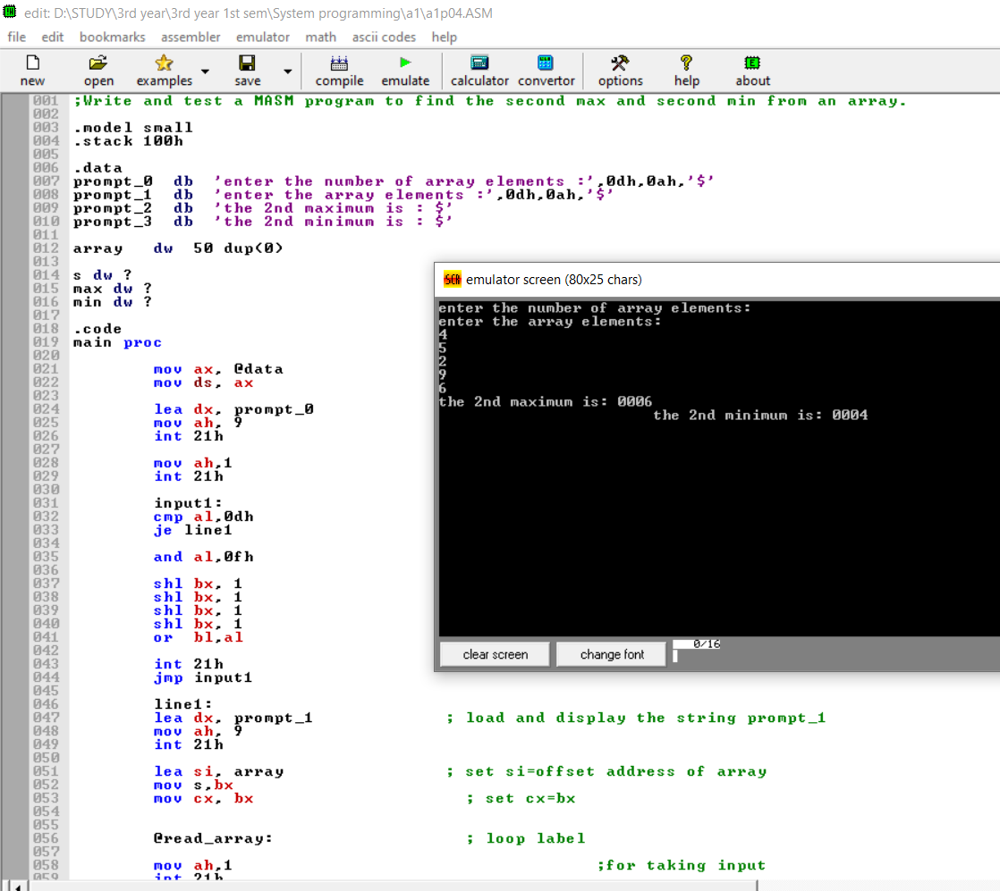 edit: D:\STUDY\3rd year\3rd year 1st sem\System programming\a1\a1p04.ASM
file edit bookmarks assembler emulator math ascii codes help
new open examples save compile emulate calculator convertor options help about
001 ;Write and test a MASM program to find the second max and second min from an array.
002
003 .model small
004 .stack 100h
005
006 .data
007 prompt_0 db 'enter the number of array elements :',0dh,0ah,'$'
008 prompt_1 db 'enter the array elements :',0dh,0ah,'$'
009 prompt_2 db 'the 2nd maximum is : $'
010 prompt_3 db 'the 2nd minimum is : $'
011
012 array dw 50 dup(0)
013
014 s dw ?
015 max dw ?
016 min dw ?
017
018 .code
019 main proc
020
021 mov ax, @data
022 mov ds, ax
023
024 lea dx, prompt_0
025 mov ah, 9
026 int 21h
027
028 mov ah,1
029 int 21h
030
031 input1:
032 cmp al,0dh
033 je line1
034
035 and al,0fh
036
037 shl bx, 1
038 shl bx, 1
039 shl bx, 1
040 shl bx, 1
041 or bl,al
042
043 int 21h
044 jmp input1
045
046 line1:
047 lea dx, prompt_1 ; load and display the string prompt_1
048 mov ah, 9
049 int 21h
050
051 lea si, array ; set si=offset address of array
052 mov s,bx
053 mov cx, bx ; set cx=bx
054
055
056 @read_array: ; loop label
057
058 mov ah,1 ;for taking input
059 int 21h
SCR emulator screen (80x25 chars)
enter the number of array elements:
enter the array elements:
4
5
2
9
6
the 2nd maximum is: 0006
the 2nd minimum is: 0004
clear screen change font 0/16